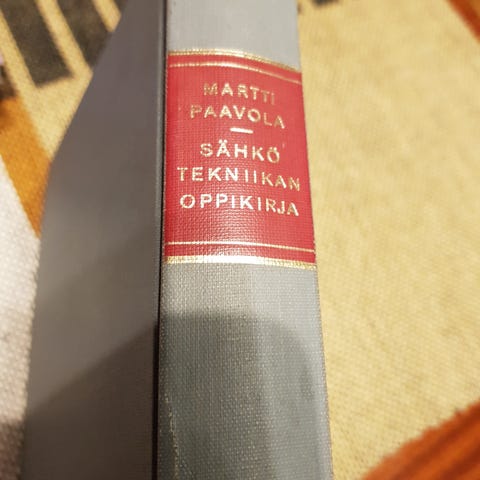 MARTTI
PAAVOLA
SÄHKÖ
TEKNIIKAN
OPPIKIRJA